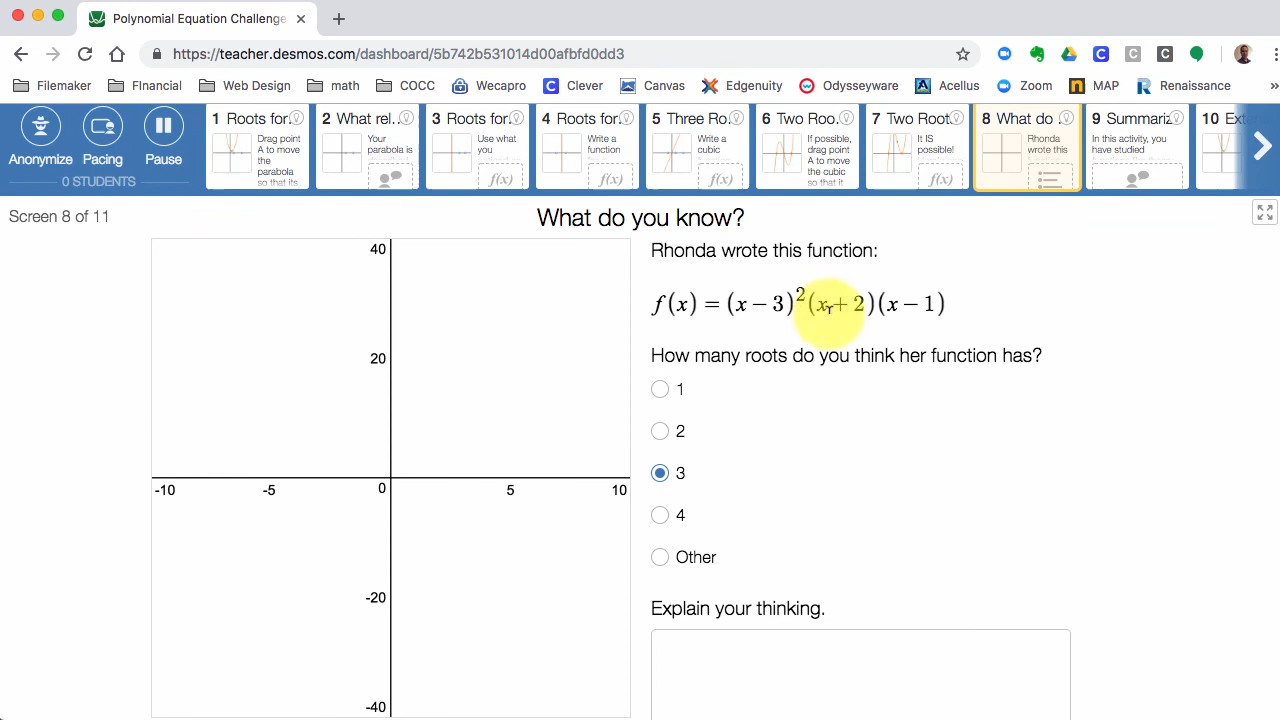 Polynomial Equation Challenge
https://teacher.desmos.com/dashboard/5b742b531014d00afbfd0dd3
Filemaker FInancial Web Design math COCC Wecapro Clever Canvas Edgenuity Odysseyware Acellus Zoom MAP Renaissance »
Anonymize Pacing Pause
0 STUDENTS
1 Roots for.
Drag point
A to move
the
parabola
so that its
2 What rel..
Your
parabola is
3 Roots for.
Use what
you
f(x)
4 Roots for.
Write a
function
f(x)
5 Three Ro.
Write a
cubic
f(x)
6 Two Roo.
If possible,
drag point
A to move
the cubic
so that it
7 Two Root
It IS
possible!
f(x)
8 What do
Rhonda
wrote this
9 Summariz
In this activity, you
have studied
10 Exte
Screen 8 of 11
What do you know?
Rhonda wrote this function:
f(x) = (x − 3)²(x + 2)(x − 1)
How many roots do you think her function has?
1
2
3
4
Other
Explain your thinking.
40
20
-10 -5 0 5 10
-20
-40